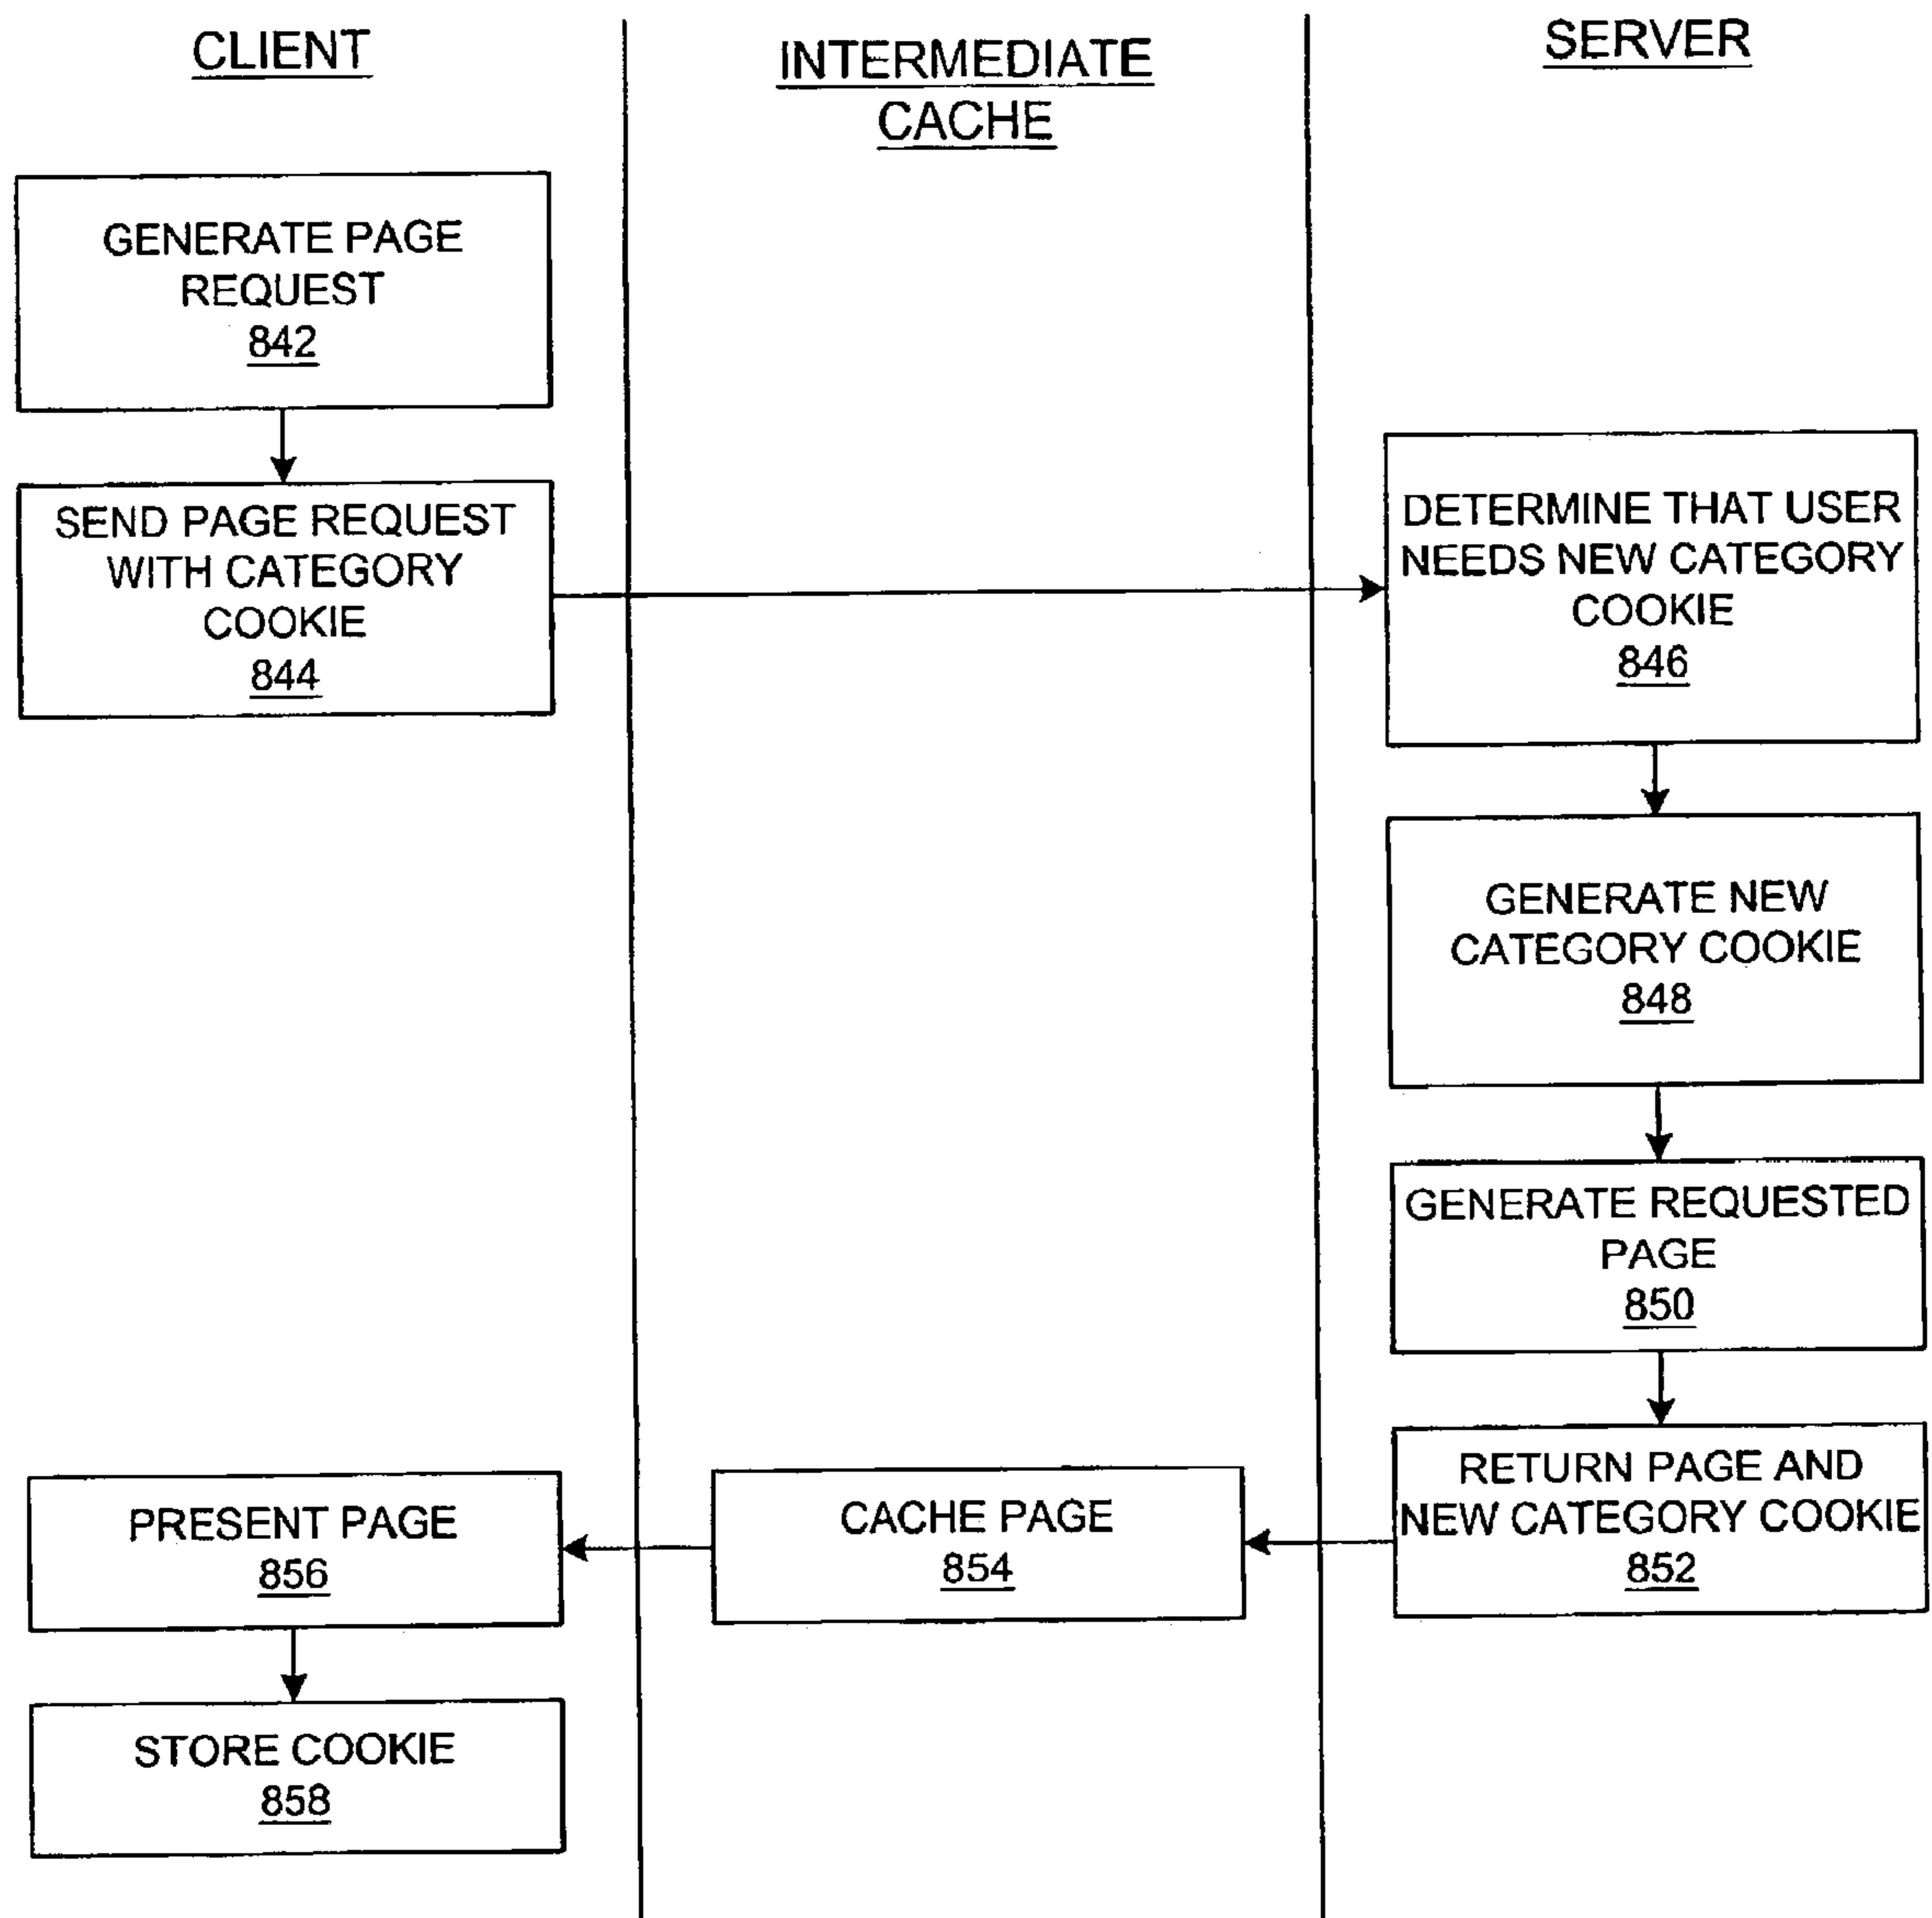 CLIENT
INTERMEDIATE
CACHE
SERVER
GENERATE PAGE
REQUEST
842
SEND PAGE REQUEST
WITH CATEGORY
COOKIE
844
DETERMINE THAT USER
NEEDS NEW CATEGORY
COOKIE
846
GENERATE NEW
CATEGORY COOKIE
848
GENERATE REQUESTED
PAGE
850
RETURN PAGE AND
NEW CATEGORY COOKIE
852
CACHE PAGE
854
PRESENT PAGE
856
STORE COOKIE
858